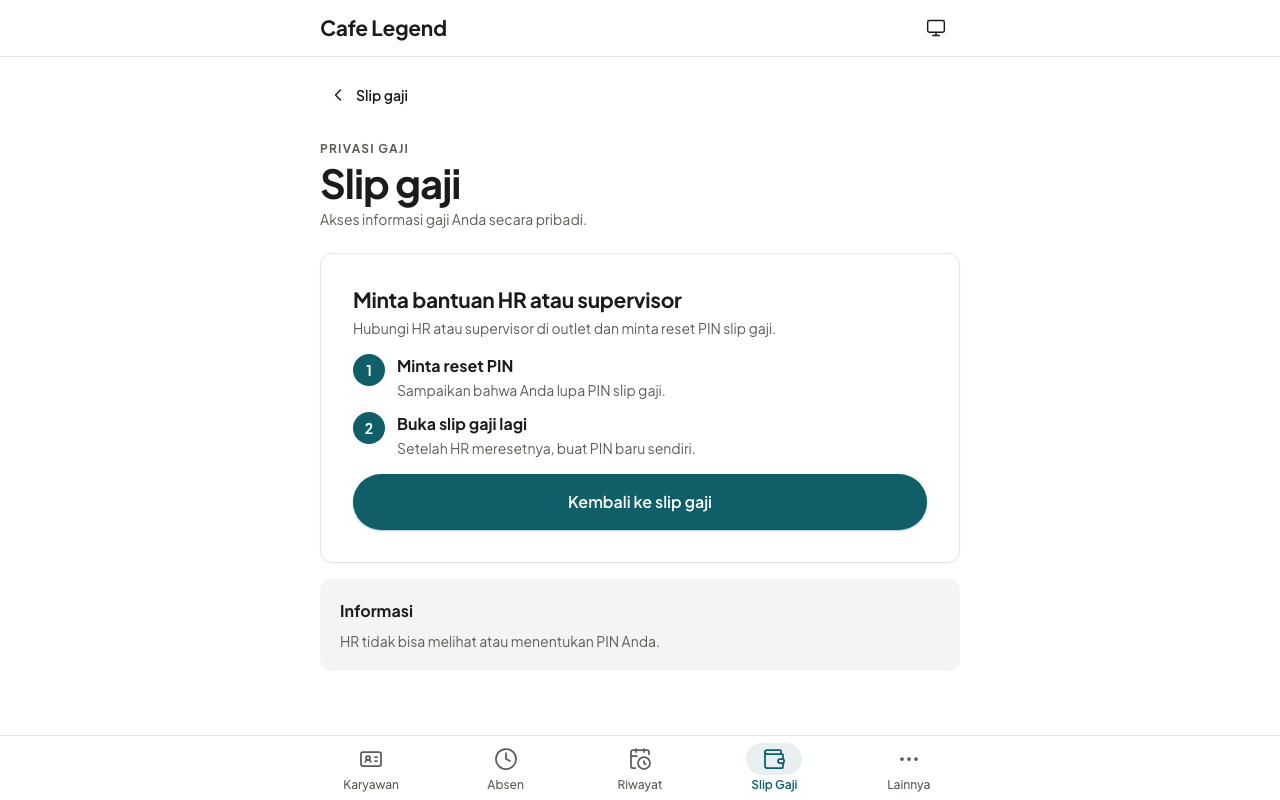 Cafe Legend
Slip gaji
PRIVASI GAJI
Slip gaji
Akses informasi gaji Anda secara pribadi.
Minta bantuan HR atau supervisor
Hubungi HR atau supervisor di outlet dan minta reset PIN slip gaji.
1
Minta reset PIN
Sampaikan bahwa Anda lupa PIN slip gaji.
2
Buka slip gaji lagi
Setelah HR meresetnya, buat PIN baru sendiri.
Kembali ke slip gaji
Informasi
HR tidak bisa melihat atau menentukan PIN Anda.
Karyawan
Absen
Riwayat
Slip Gaji
Lainnya